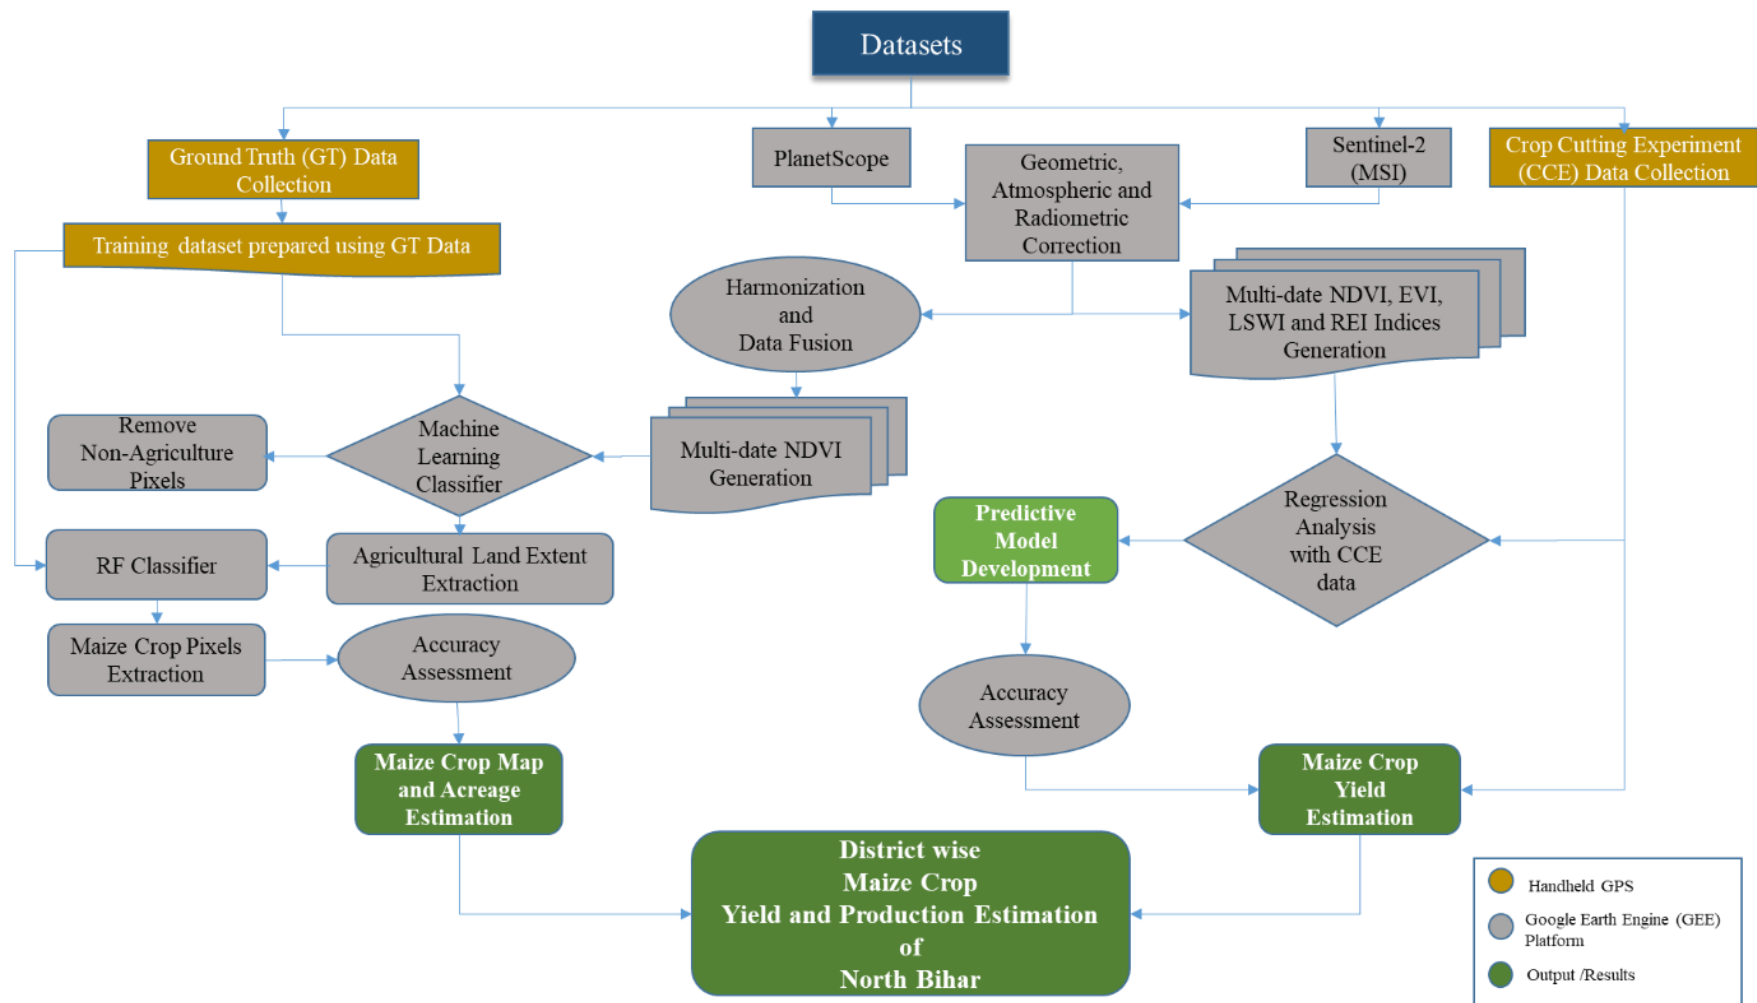 Datasets
Ground Truth (GT) Data
Collection
PlanetScope
Geometric,
Atmospheric and
Radiometric
Correction
Sentinel-2
(MSI)
Crop Cutting Experiment
(CCE) Data Collection
Training dataset prepared using GT Data
Harmonization
and
Data Fusion
Multi-date NDVI, EVI,
LSWI and REI Indices
Generation
Remove
Non-Agriculture
Pixels
Machine
Learning
Classifier
Multi-date NDVI
Generation
Predictive
Model
Development
Regression
Analysis
with CCE
data
RF Classifier
Agricultural Land Extent
Extraction
Maize Crop Pixels
Extraction
Accuracy
Assessment
Accuracy
Assessment
Maize Crop Map
and Acreage
Estimation
Maize Crop
Yield
Estimation
District wise
Maize Crop
Yield and Production Estimation
of
North Bihar
Handheld GPS
Google Earth Engine (GEE)
Platform
Output /Results